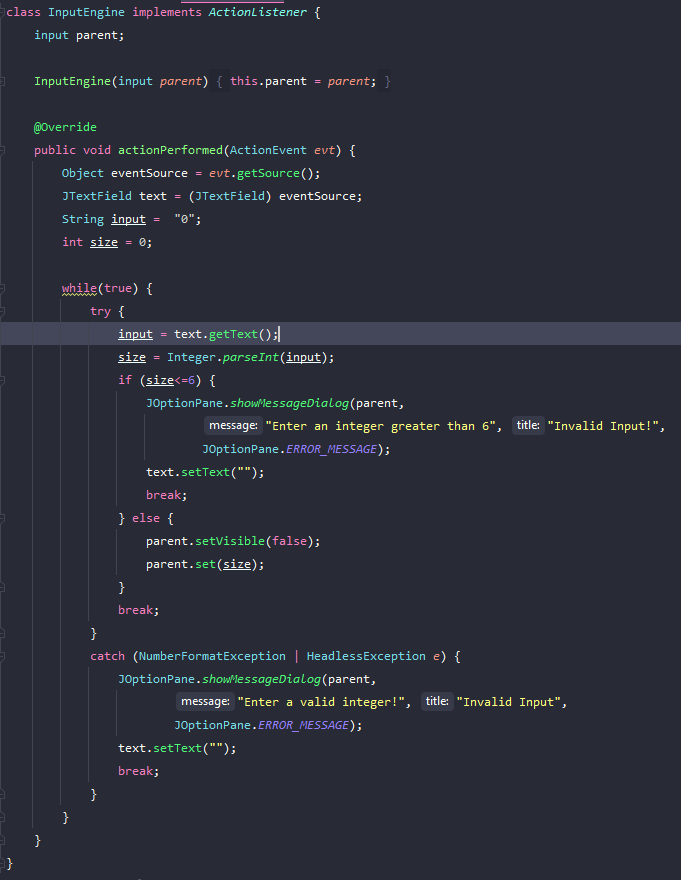 class InputEngine implements ActionListener {
    input parent;

    InputEngine(input parent) { this.parent = parent; }

    @Override
    public void actionPerformed(ActionEvent evt) {
        Object eventSource = evt.getSource();
        JTextField text = (JTextField) eventSource;
        String input =  "0";
        int size = 0;

        while(true) {
            try {
                input = text.getText();
                size = Integer.parseInt(input);
                if (size<=6) {
                    JOptionPane.showMessageDialog(parent,
                            message: "Enter an integer greater than 6", title: "Invalid Input!",
                            JOptionPane.ERROR_MESSAGE);
                    text.setText("");
                    break;
                } else {
                    parent.setVisible(false);
                    parent.set(size);
                }
                break;
            }
            catch (NumberFormatException | HeadlessException e) {
                JOptionPane.showMessageDialog(parent,
                        message: "Enter a valid integer!", title: "Invalid Input",
                        JOptionPane.ERROR_MESSAGE);
                text.setText("");
                break;
            }
        }
    }
}